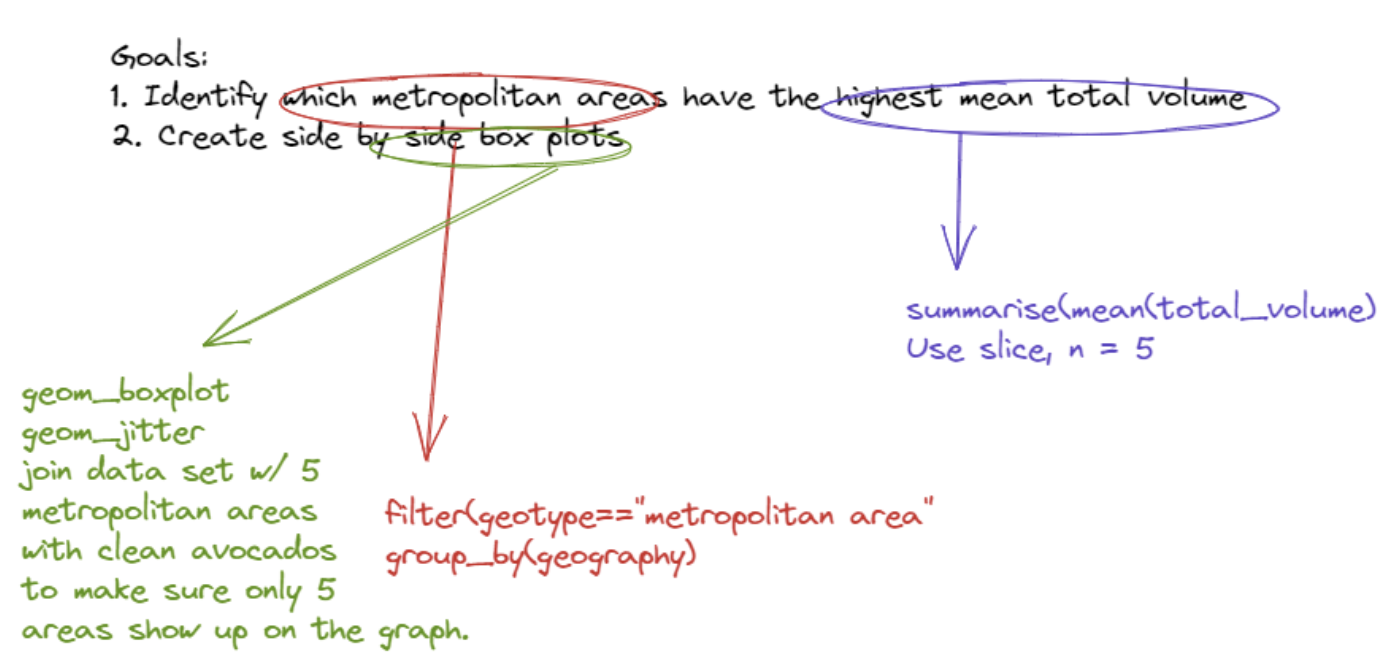 Goals:
1. Identify which metropolitan areas have the highest mean total volume
2. Create side by side box plots
summarise(mean(total_volume)
Use slice, n = 5
geom_boxplot
geom_jitter
join data set w/ 5
metropolitan areas
with clean avocados
to make sure only 5
areas show up on the graph.
filter(geotype=="metropolitan area"
group_by(geography)